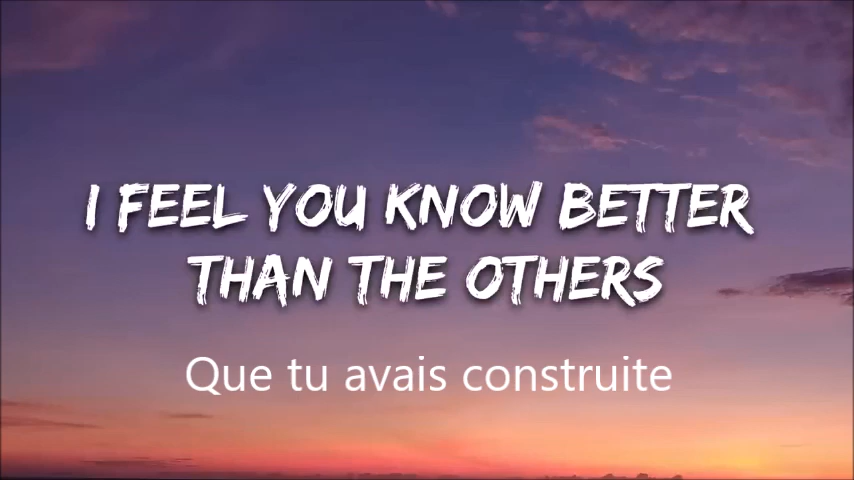 I FEEL YOU KNOW BETTER
THAN THE OTHERS
Que tu avais construite